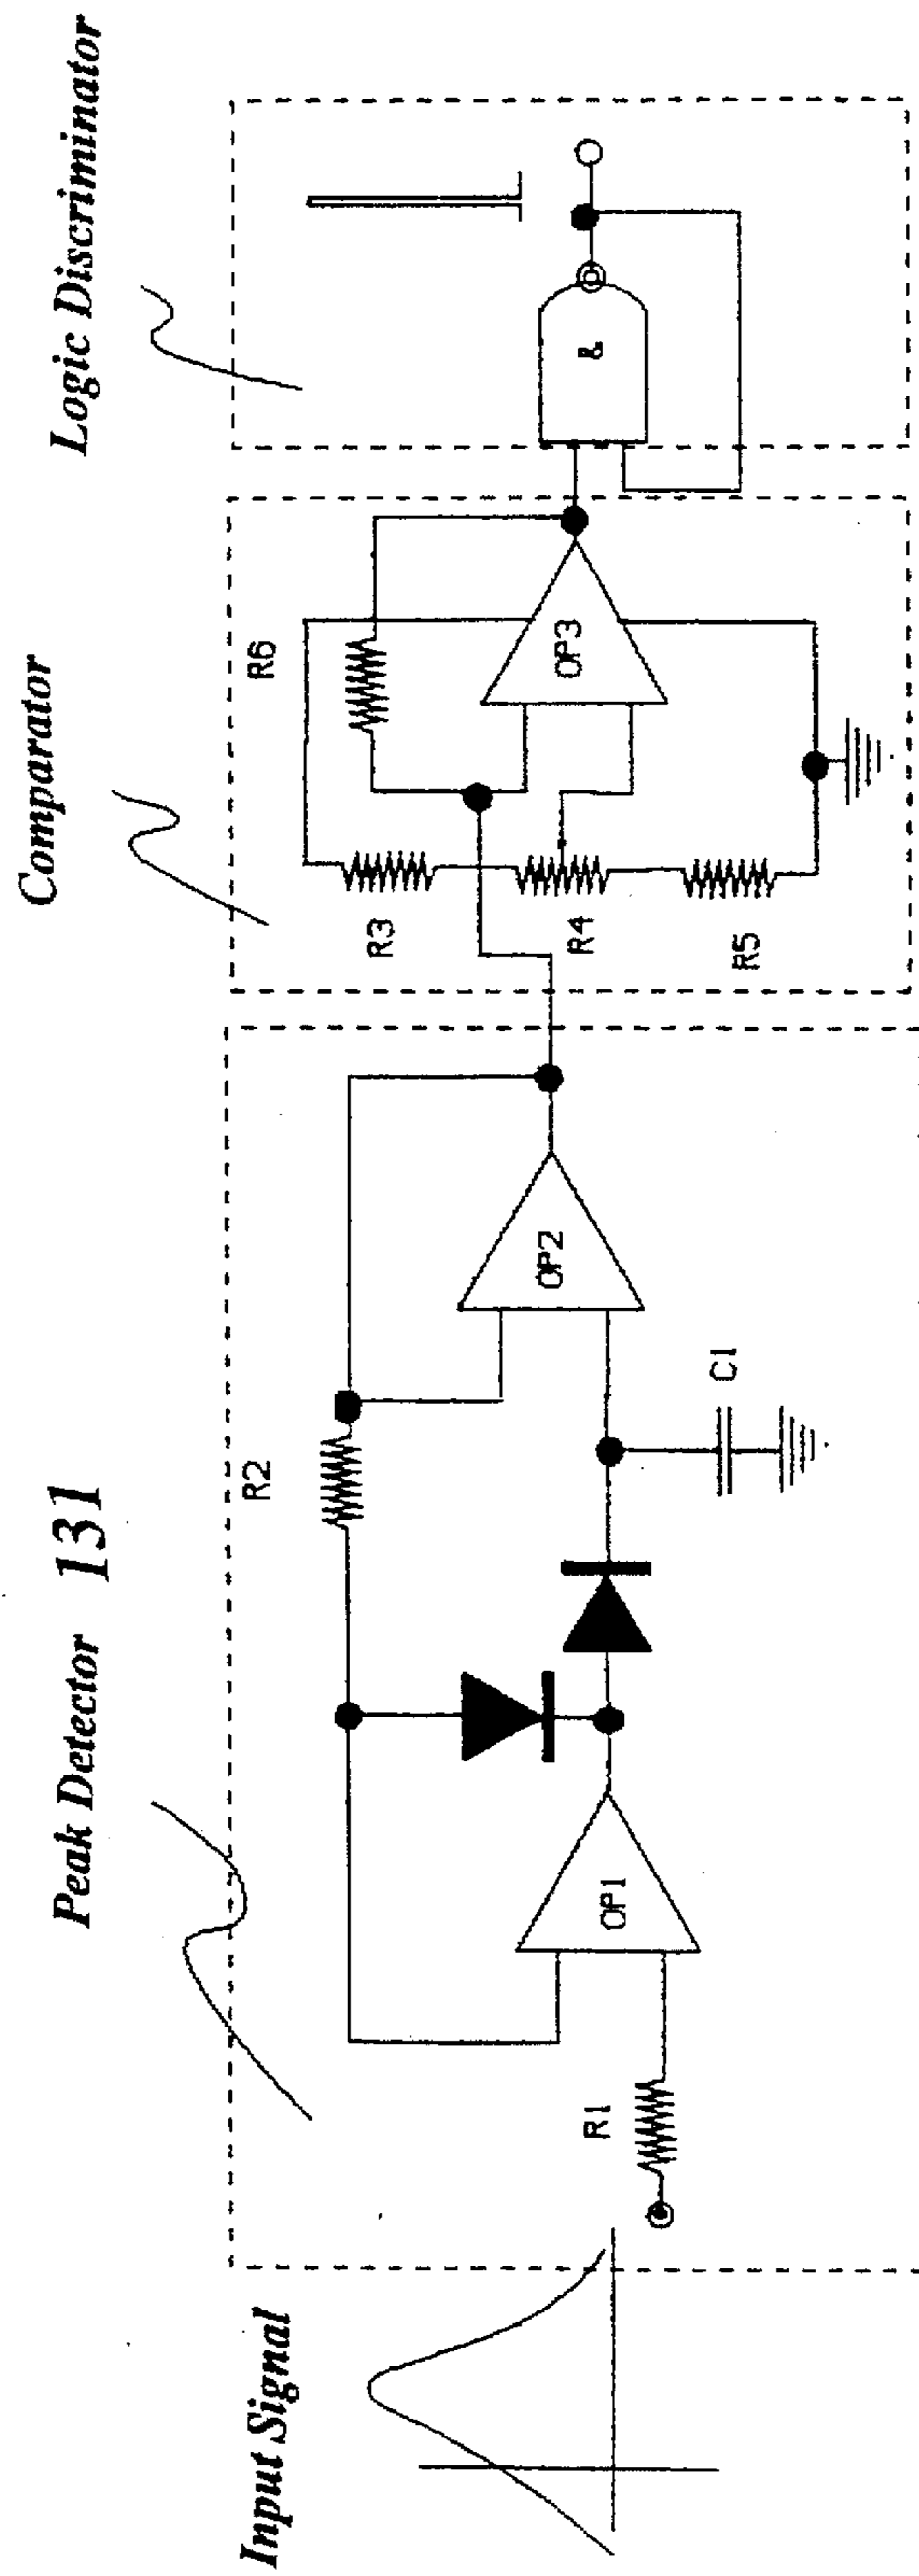 Input Signal
Peak Detector 131
Comparator
Logic Discriminator
R1
OP1
R2
OP2
C1
R3
R4
R5
R6
OP3
&